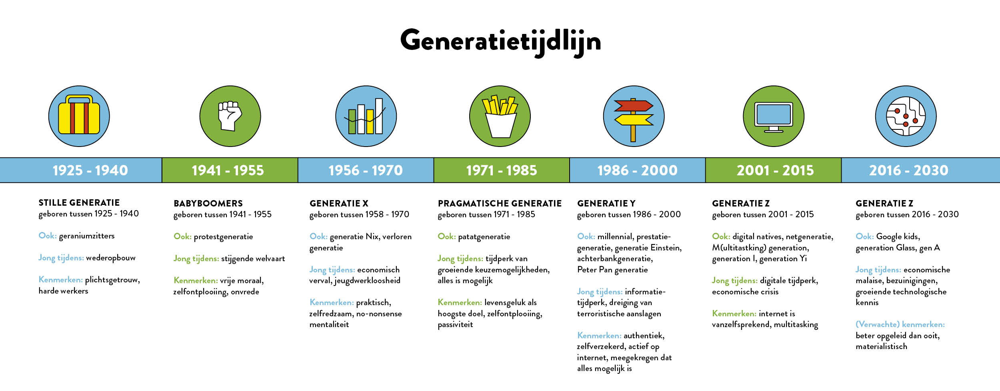 Generatietijdlijn
1925 - 1940
1941 - 1955
1956 - 1970
1971 - 1985
1986 - 2000
2001 - 2015
2016 - 2030
STILLE GENERATIE
geboren tussen 1925 - 1940
Ook: geraniumzitters
Jong tijdens: wederopbouw
Kenmerken: plichtsgetrouw,
harde werkers
BABYBOOMERS
geboren tussen 1941 - 1955
Ook: protestgeneratie
Jong tijdens: stijgende welvaart
Kenmerken: vrije moraal,
zelfontplooiing, onvrede
GENERATIE X
geboren tussen 1958 - 1970
Ook: generatie Nix, verloren
generatie
Jong tijdens: economisch
verval, jeugdwerkloosheid
Kenmerken: praktisch,
zelfredzaam, no-nonsense
mentaliteit
PRAGMATISCHE GENERATIE
geboren tussen 1971 - 1985
Ook: patatgeneratie
Jong tijdens: tijdperk van
groeiende keuzemogelijkheden,
alles is mogelijk
Kenmerken: levensgeluk als
hoogste doel, zelfontplooiing,
passiviteit
GENERATIE Y
geboren tussen 1986 - 2000
Ook: millennial, prestatie-
generatie, generatie Einstein,
achterbankgeneratie,
Peter Pan generatie
Jong tijdens: informatie-
tijdperk, dreiging van
terroristische aanslagen
Kenmerken: authentiek,
zelfverzekerd, actief op
internet, meegekregen dat
alles mogelijk is
GENERATIE Z
geboren tussen 2001 - 2015
Ook: digital natives, netgeneratie,
M(ultitastking) generation,
generation I, generation Yi
Jong tijdens: digitale tijdperk,
economische crisis
Kenmerken: internet is
vanzelfsprekend, multitasking
GENERATIE Z
geboren tussen 2016 - 2030
Ook: Google kids,
generation Glass, gen A
Jong tijdens: economische
malaise, bezuinigingen,
groeiende technologische
kennis
(Verwachte) kenmerken:
beter opgeleid dan ooit,
materialistisch